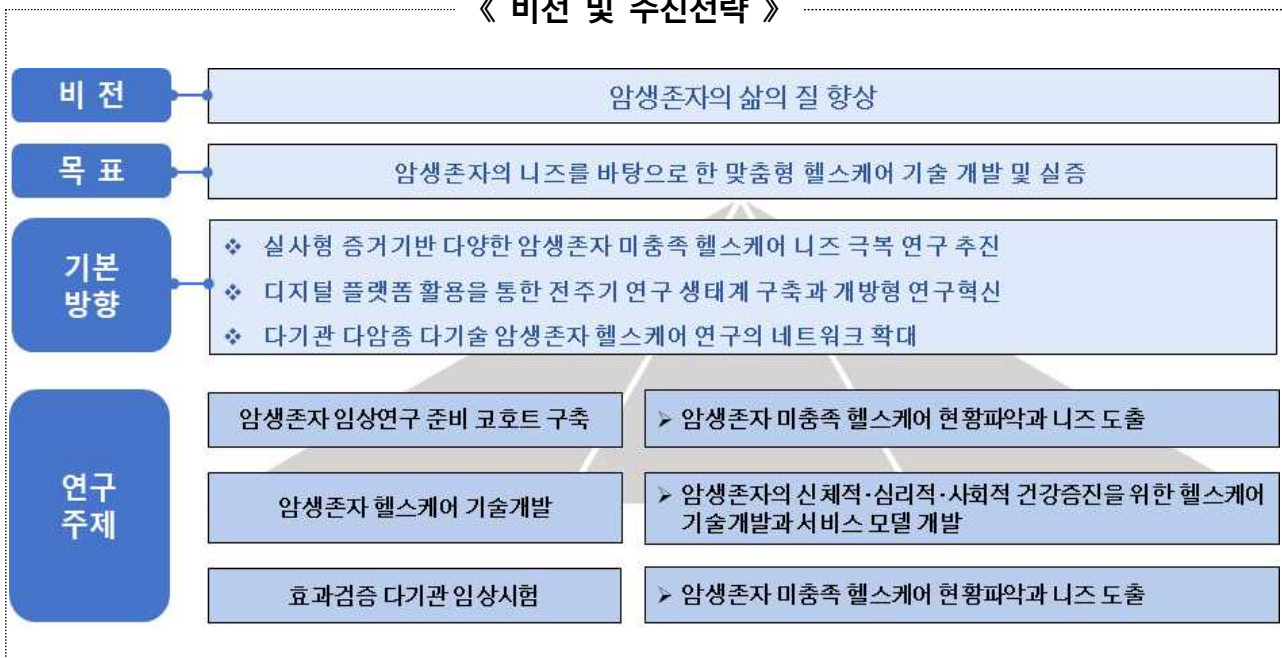 《 비전 및 추진전략 》
비 전
암생존자의 삶의 질 향상
목 표
암생존자의 니즈를 바탕으로 한 맞춤형 헬스케어 기술 개발 및 실증
기본
방향
❖ 실사형 증거기반 다양한 암생존자 미충족 헬스케어 니즈 극복 연구 추진
❖ 디지털 플랫폼 활용을 통한 전주기 연구 생태계 구축과 개방형 연구혁신
❖ 다기관 다암종 다기술 암생존자 헬스케어 연구의 네트워크 확대
연구
주제
암생존자 임상연구 준비 코호트 구축
➢ 암생존자 미충족 헬스케어 현황파악과 니즈 도출
암생존자 헬스케어 기술개발
➢ 암생존자의 신체적·심리적·사회적 건강증진을 위한 헬스케어
기술개발과 서비스 모델 개발
효과검증 다기관 임상시험
➢ 암생존자 미충족 헬스케어 현황파악과 니즈 도출